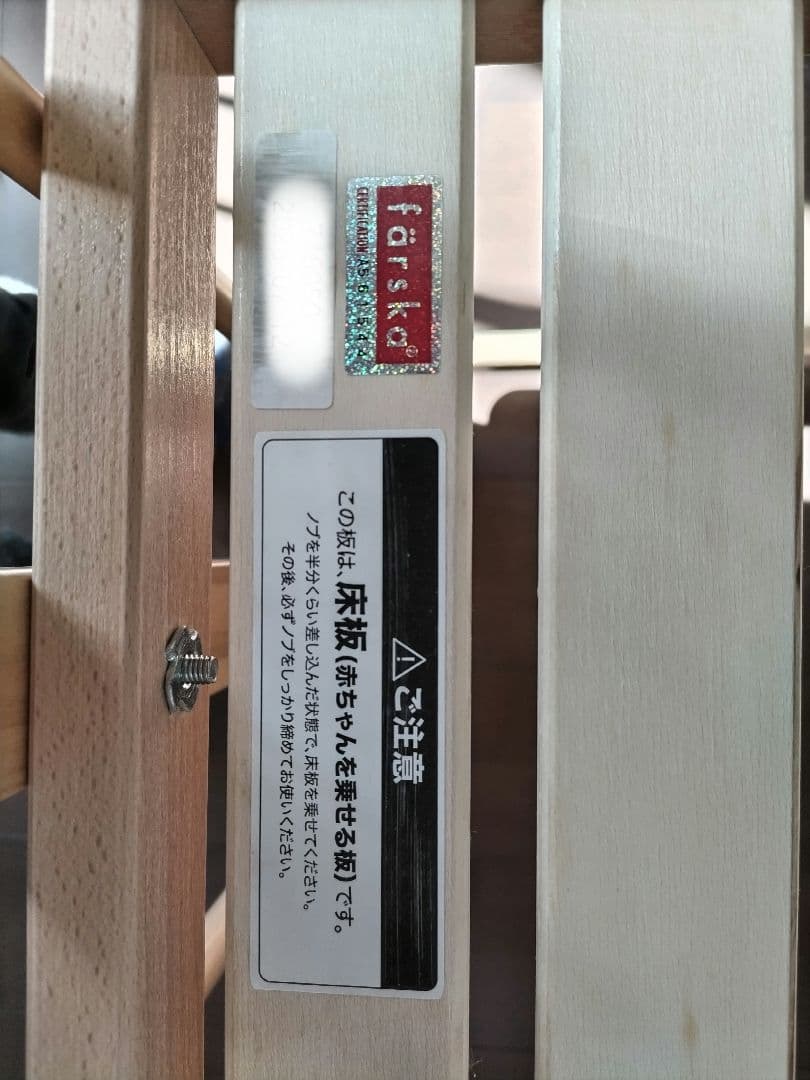 färska®
CERTIFICATION
⚠ご注意
この板は、床板(赤ちゃんを乗せる板)です。
ノブを半分くらい差し込んだ状態で、床板を乗せてください。
その後、必ずノブをしっかり締めてお使いください。